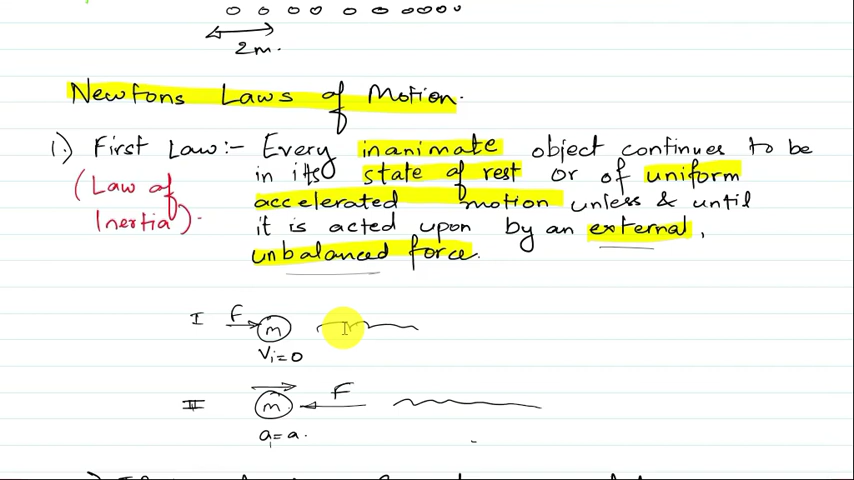 2m.
Newtons Laws of Motion.
1.) First Law:- Every inanimate object continues to be
(Law of Inertia). in its state of rest or of uniform
accelerated motion unless & until
it is acted upon by an external,
unbalanced force.
I F m
Vi=0
II m F
a=a.